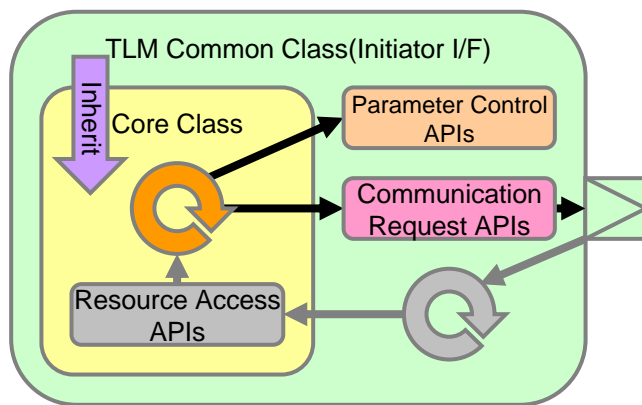 TLM Common Class(Initiator I/F)
Inherit
Core Class
Parameter Control
APIs
Communication
Request APIs
Resource Access
APIs